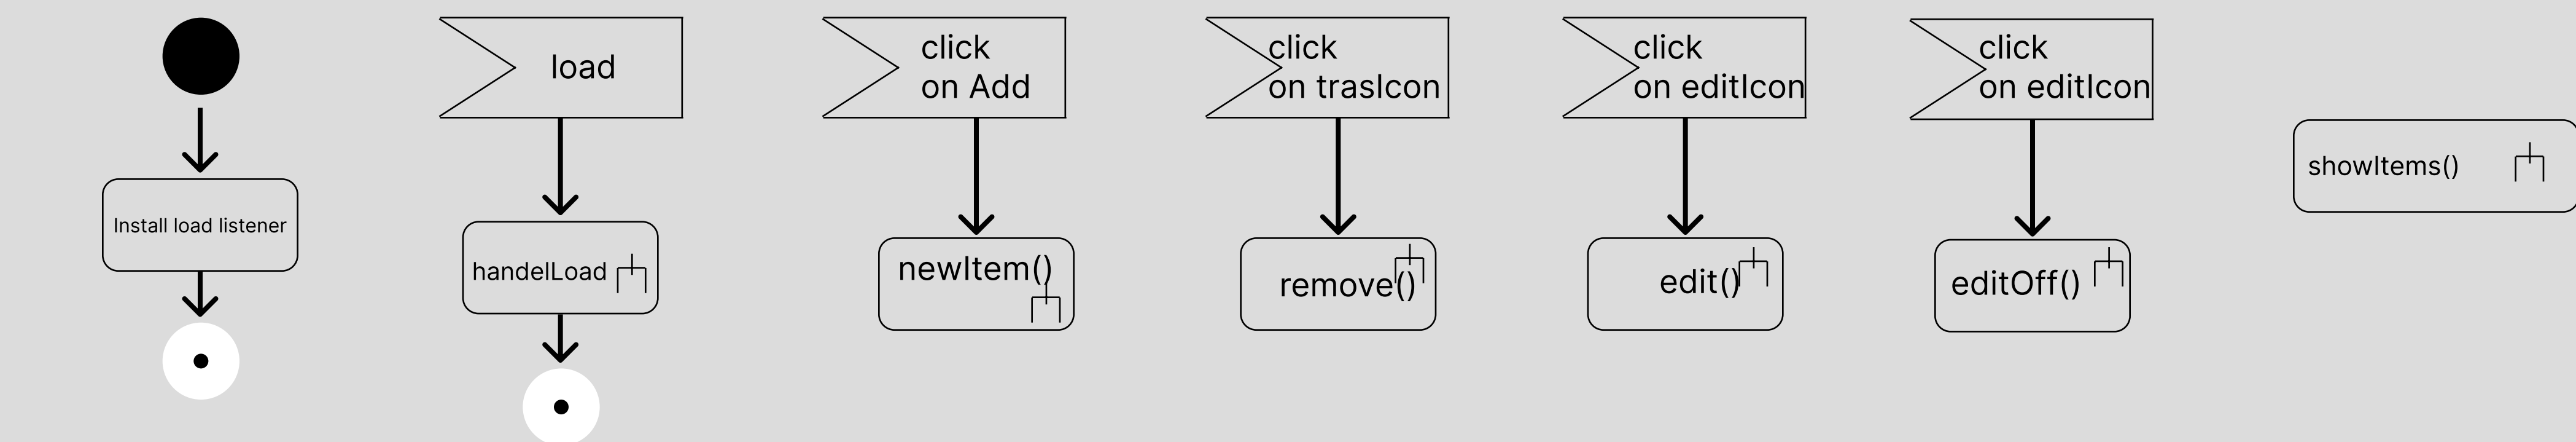 Install load listener
load
handelLoad
click
on Add
newItem()
click
on trasIcon
remove()
click
on editIcon
edit()
click
on editIcon
editOff()
showItems()